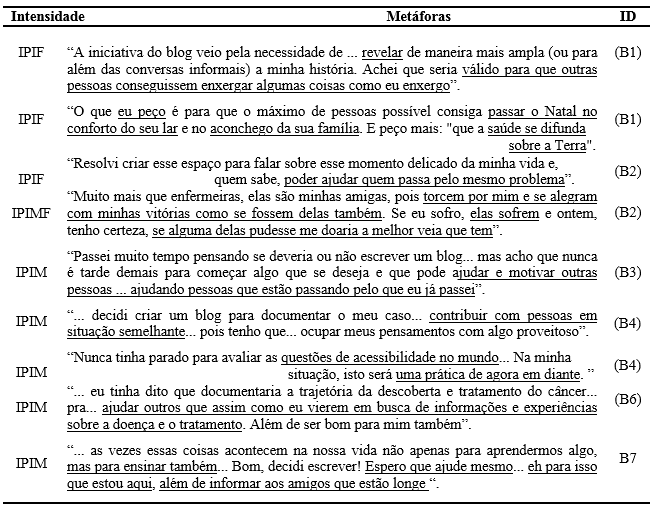 Intensidade Metáforas ID
IPIF “A iniciativa do blog veio pela necessidade de ... revelar de maneira mais ampla (ou para (B1)
além das conversas informais) a minha história. Achei que seria válido para que outras
pessoas conseguissem enxergar algumas coisas como eu enxergo”.
IPIF “O que eu peço é para que o máximo de pessoas possível consiga passar o Natal no (B1)
conforto do seu lar e no aconchego da sua família. E peço mais: "que a saúde se difunda
sobre a Terra".
“Resolvi criar esse espaço para falar sobre esse momento delicado da minha vida e, (B2)
IPIF quem sabe, poder ajudar quem passa pelo mesmo problema”.
IPIMF “Muito mais que enfermeiras, elas são minhas amigas, pois torcem por mim e se alegram (B2)
com minhas vitórias como se fossem delas também. Se eu sofro, elas sofrem e ontem,
tenho certeza, se alguma delas pudesse me doaria a melhor veia que tem”.
IPIM “Passei muito tempo pensando se deveria ou não escrever um blog... mas acho que nunca (B3)
é tarde demais para começar algo que se deseja e que pode ajudar e motivar outras
pessoas ... ajudando pessoas que estão passando pelo que eu já passei”.
IPIM “... decidi criar um blog para documentar o meu caso... contribuir com pessoas em (B4)
situação semelhante... pois tenho que... ocupar meus pensamentos com algo proveitoso”.
“Nunca tinha parado para avaliar as questões de acessibilidade no mundo... Na minha (B4)
IPIM situação, isto será uma prática de agora em diante. ”
IPIM “... eu tinha dito que documentaria a trajetória da descoberta e tratamento do câncer... (B6)
pra... ajudar outros que assim como eu vierem em busca de informações e experiências
sobre a doença e o tratamento. Além de ser bom para mim também”.
“... as vezes essas coisas acontecem na nossa vida não apenas para aprendermos algo,
IPIM mas para ensinar também... Bom, decidi escrever! Espero que ajude mesmo... eh para isso B7
que estou aqui, além de informar aos amigos que estão longe “.